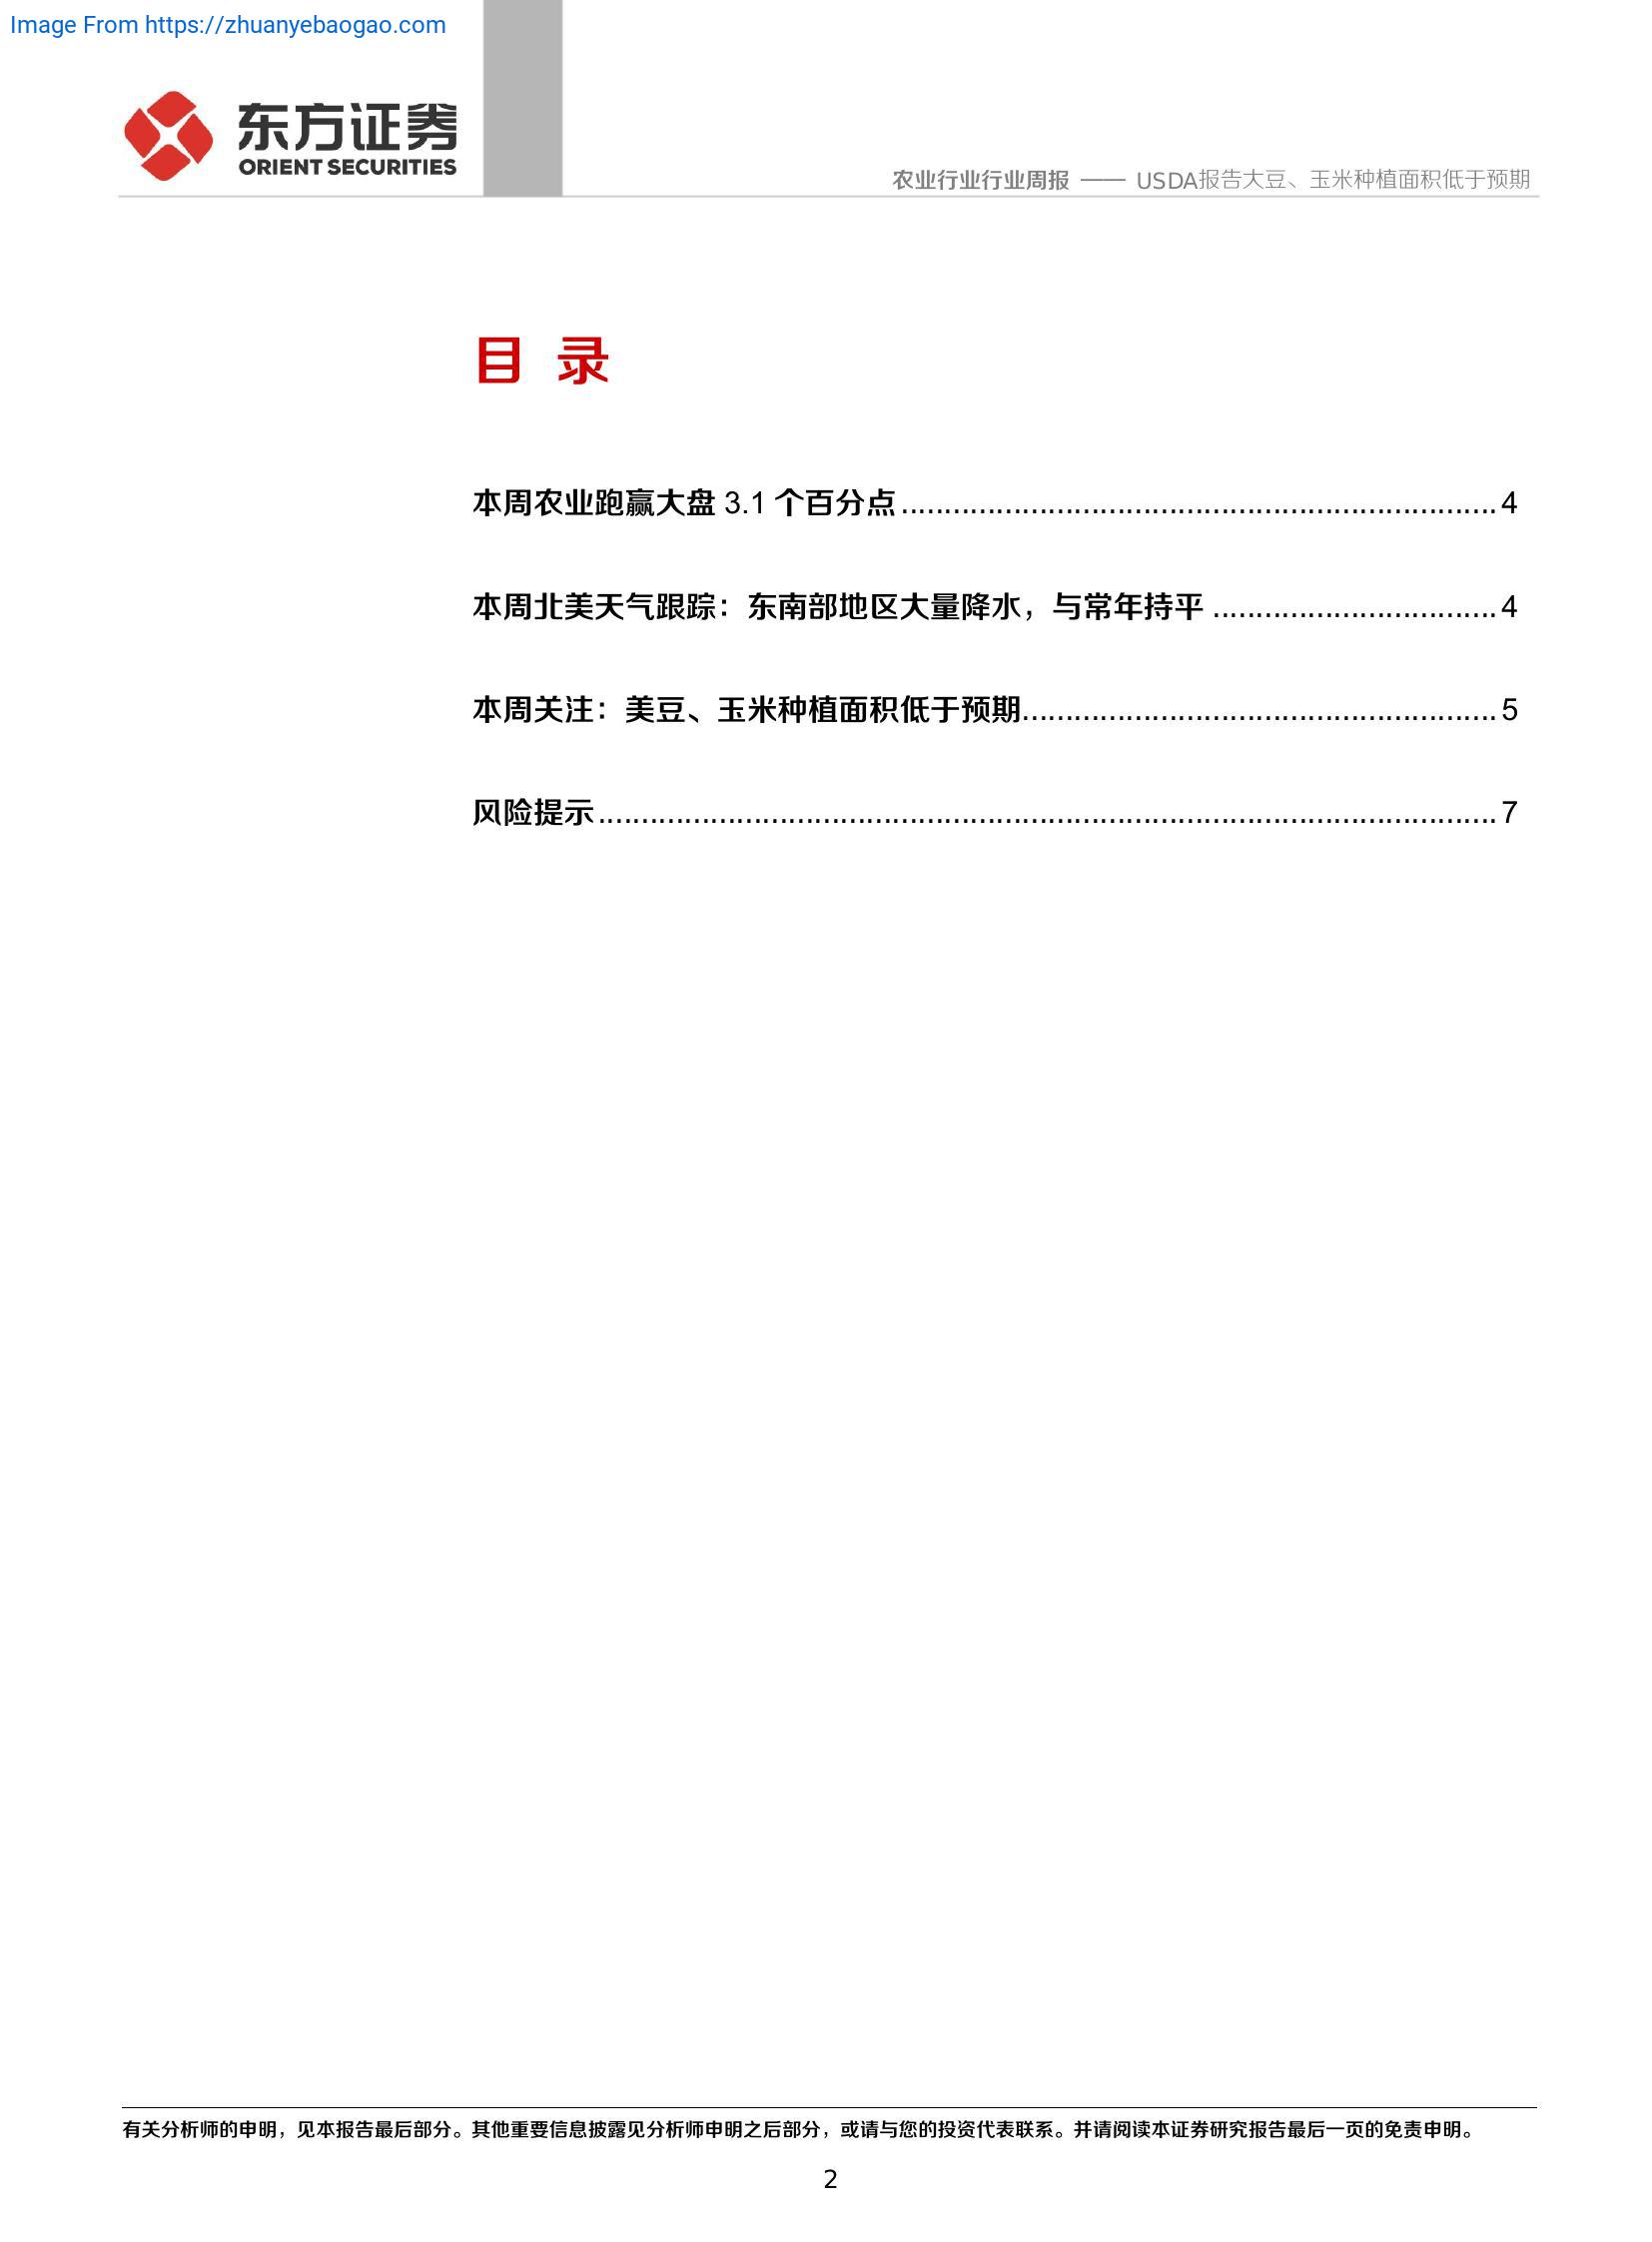 Image From https://zhuanyebaogao.com
东方证券
ORIENT SECURITIES
农业行业行业周报 —— USDA报告大豆、玉米种植面积低于预期
目 录
本周农业跑赢大盘 3.1 个百分点 ........................................................................ 4
本周北美天气跟踪：东南部地区大量降水，与常年持平 ................................. 4
本周关注：美豆、玉米种植面积低于预期....................................................... 5
风险提示 ........................................................................................................ 7
有关分析师的申明，见本报告最后部分。其他重要信息披露见分析师申明之后部分，或请与您的投资代表联系。并请阅读本证券研究报告最后一页的免责申明。
2